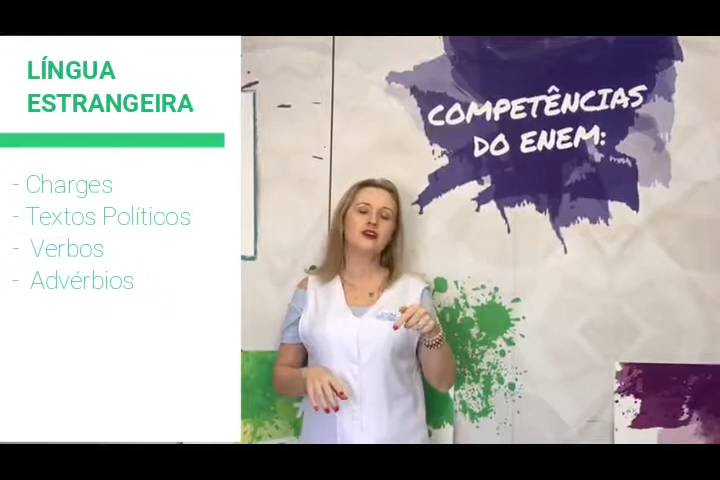 LÍNGUA
ESTRANGEIRA
- Charges
- Textos Políticos
- Verbos
- Advérbios
COMPETÊNCIAS
DO ENEM: